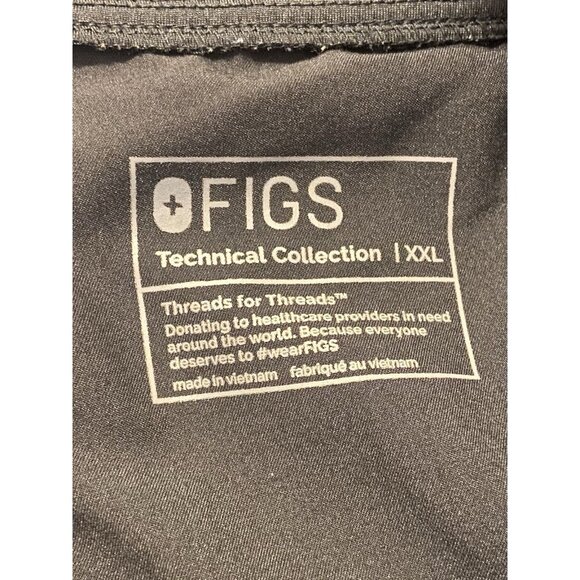 FIGS
Technical Collection | XXL
Threads for Threads™
Donating to healthcare providers in need
around the world. Because everyone
deserves to #wearFIGS
made in vietnam fabriqué au vietnam